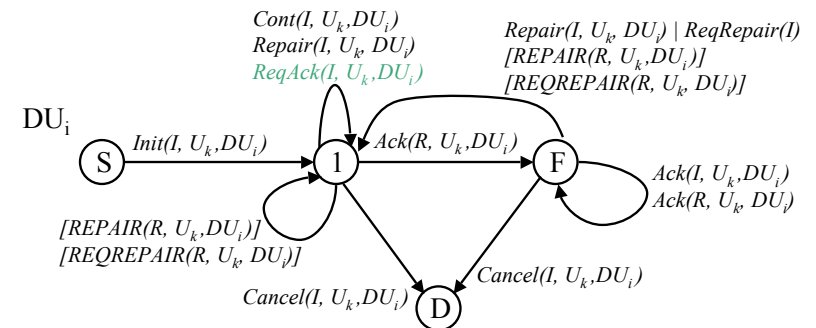 Cont(I, U_k,DU_i)
Repair(I, U_k, DU_i)
ReqAck(I, U_k,DU_i)
Repair(I, U_k, DU_i) | ReqRepair(I)
[REPAIR(R, U_k,DU_i)]
[REQREPAIR(R, U_k, DU_i)]
DU_i
S
Init(I, U_k,DU_i)
1
Ack(R, U_k,DU_i)
F
Ack(I, U_k,DU_i)
Ack(R, U_k, DU_i)
[REPAIR(R, U_k,DU_i)]
[REQREPAIR(R, U_k, DU_i)]
Cancel(I, U_k,DU_i)
D
Cancel(I, U_k,DU_i)